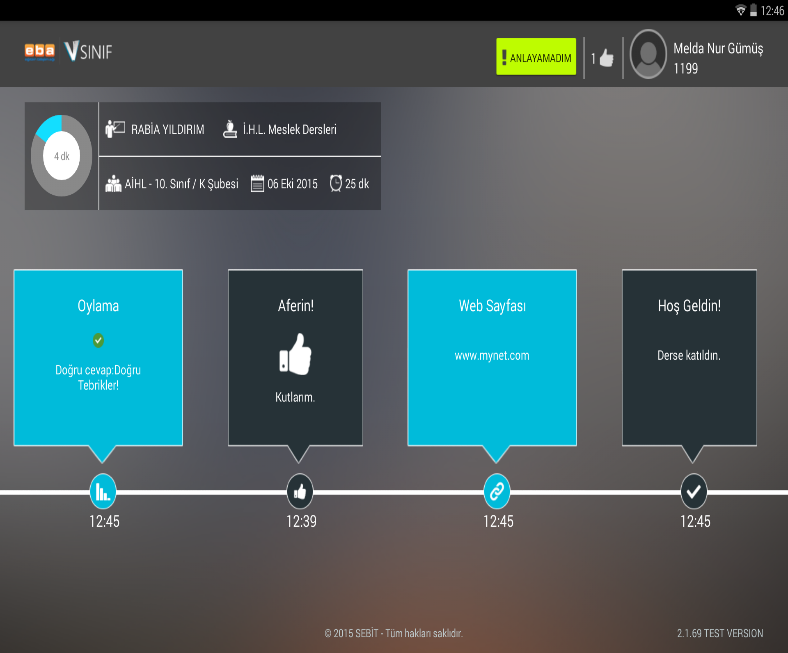 12:46
eba VSINIF
! ANLAYAMADIM
1
Melda Nur Gümüş
1199
4 dk
RABİA YILDIRIM
İ.H.L. Meslek Dersleri
AİHL - 10. Sınıf / K Şubesi
06 Eki 2015
25 dk
Oylama
Doğru cevap:Doğru
Tebrikler!
Aferin!
Kutlarım.
Web Sayfası
www.mynet.com
Hoş Geldin!
Derse katıldın.
12:45
12:39
12:45
12:45
© 2015 SEBİT - Tüm hakları saklıdır.
2.1.69 TEST VERSION